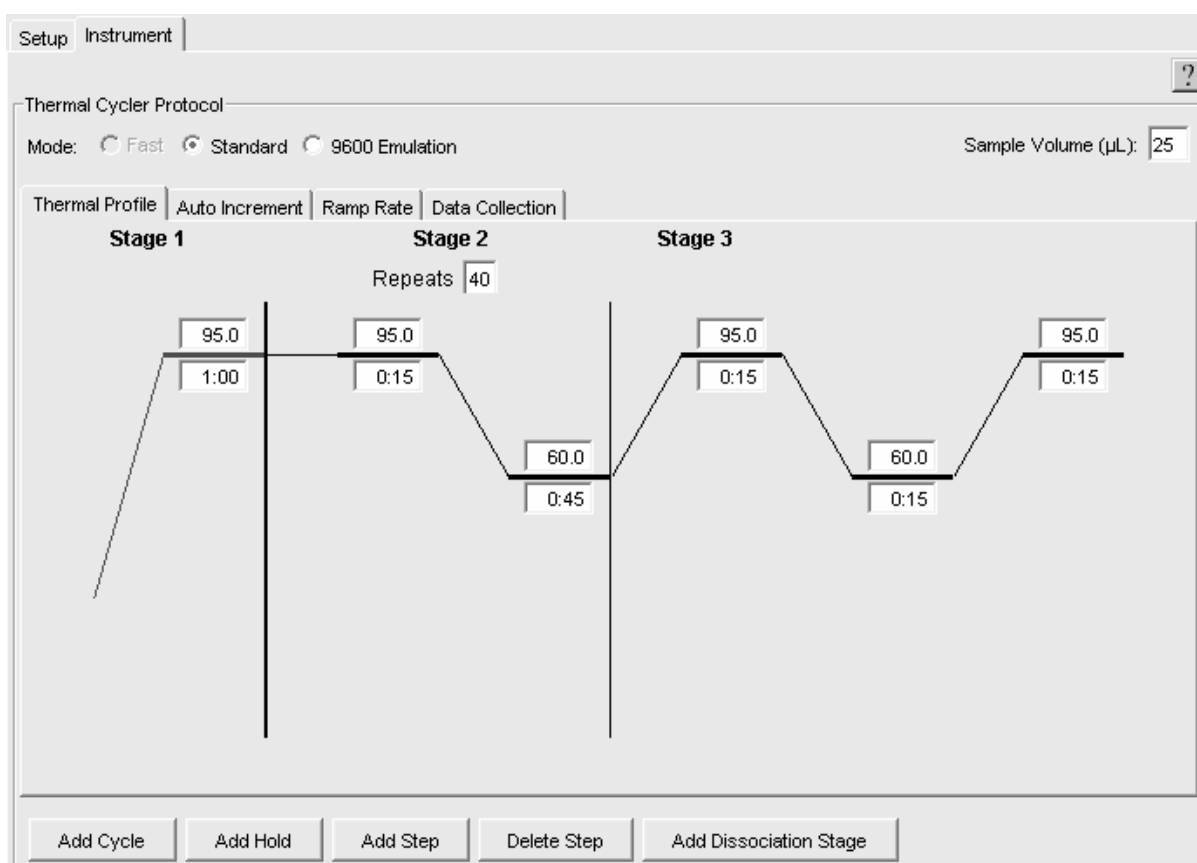 Setup Instrument
?
Thermal Cycler Protocol
Mode: Fast Standard 9600 Emulation Sample Volume (µL): 25
Thermal Profile Auto Increment Ramp Rate Data Collection
Stage 1 Stage 2 Stage 3
Repeats 40
95.0 95.0 95.0 95.0
1:00 0:15 0:15 0:15
60.0 60.0
0:45 0:15
Add Cycle Add Hold Add Step Delete Step Add Dissociation Stage